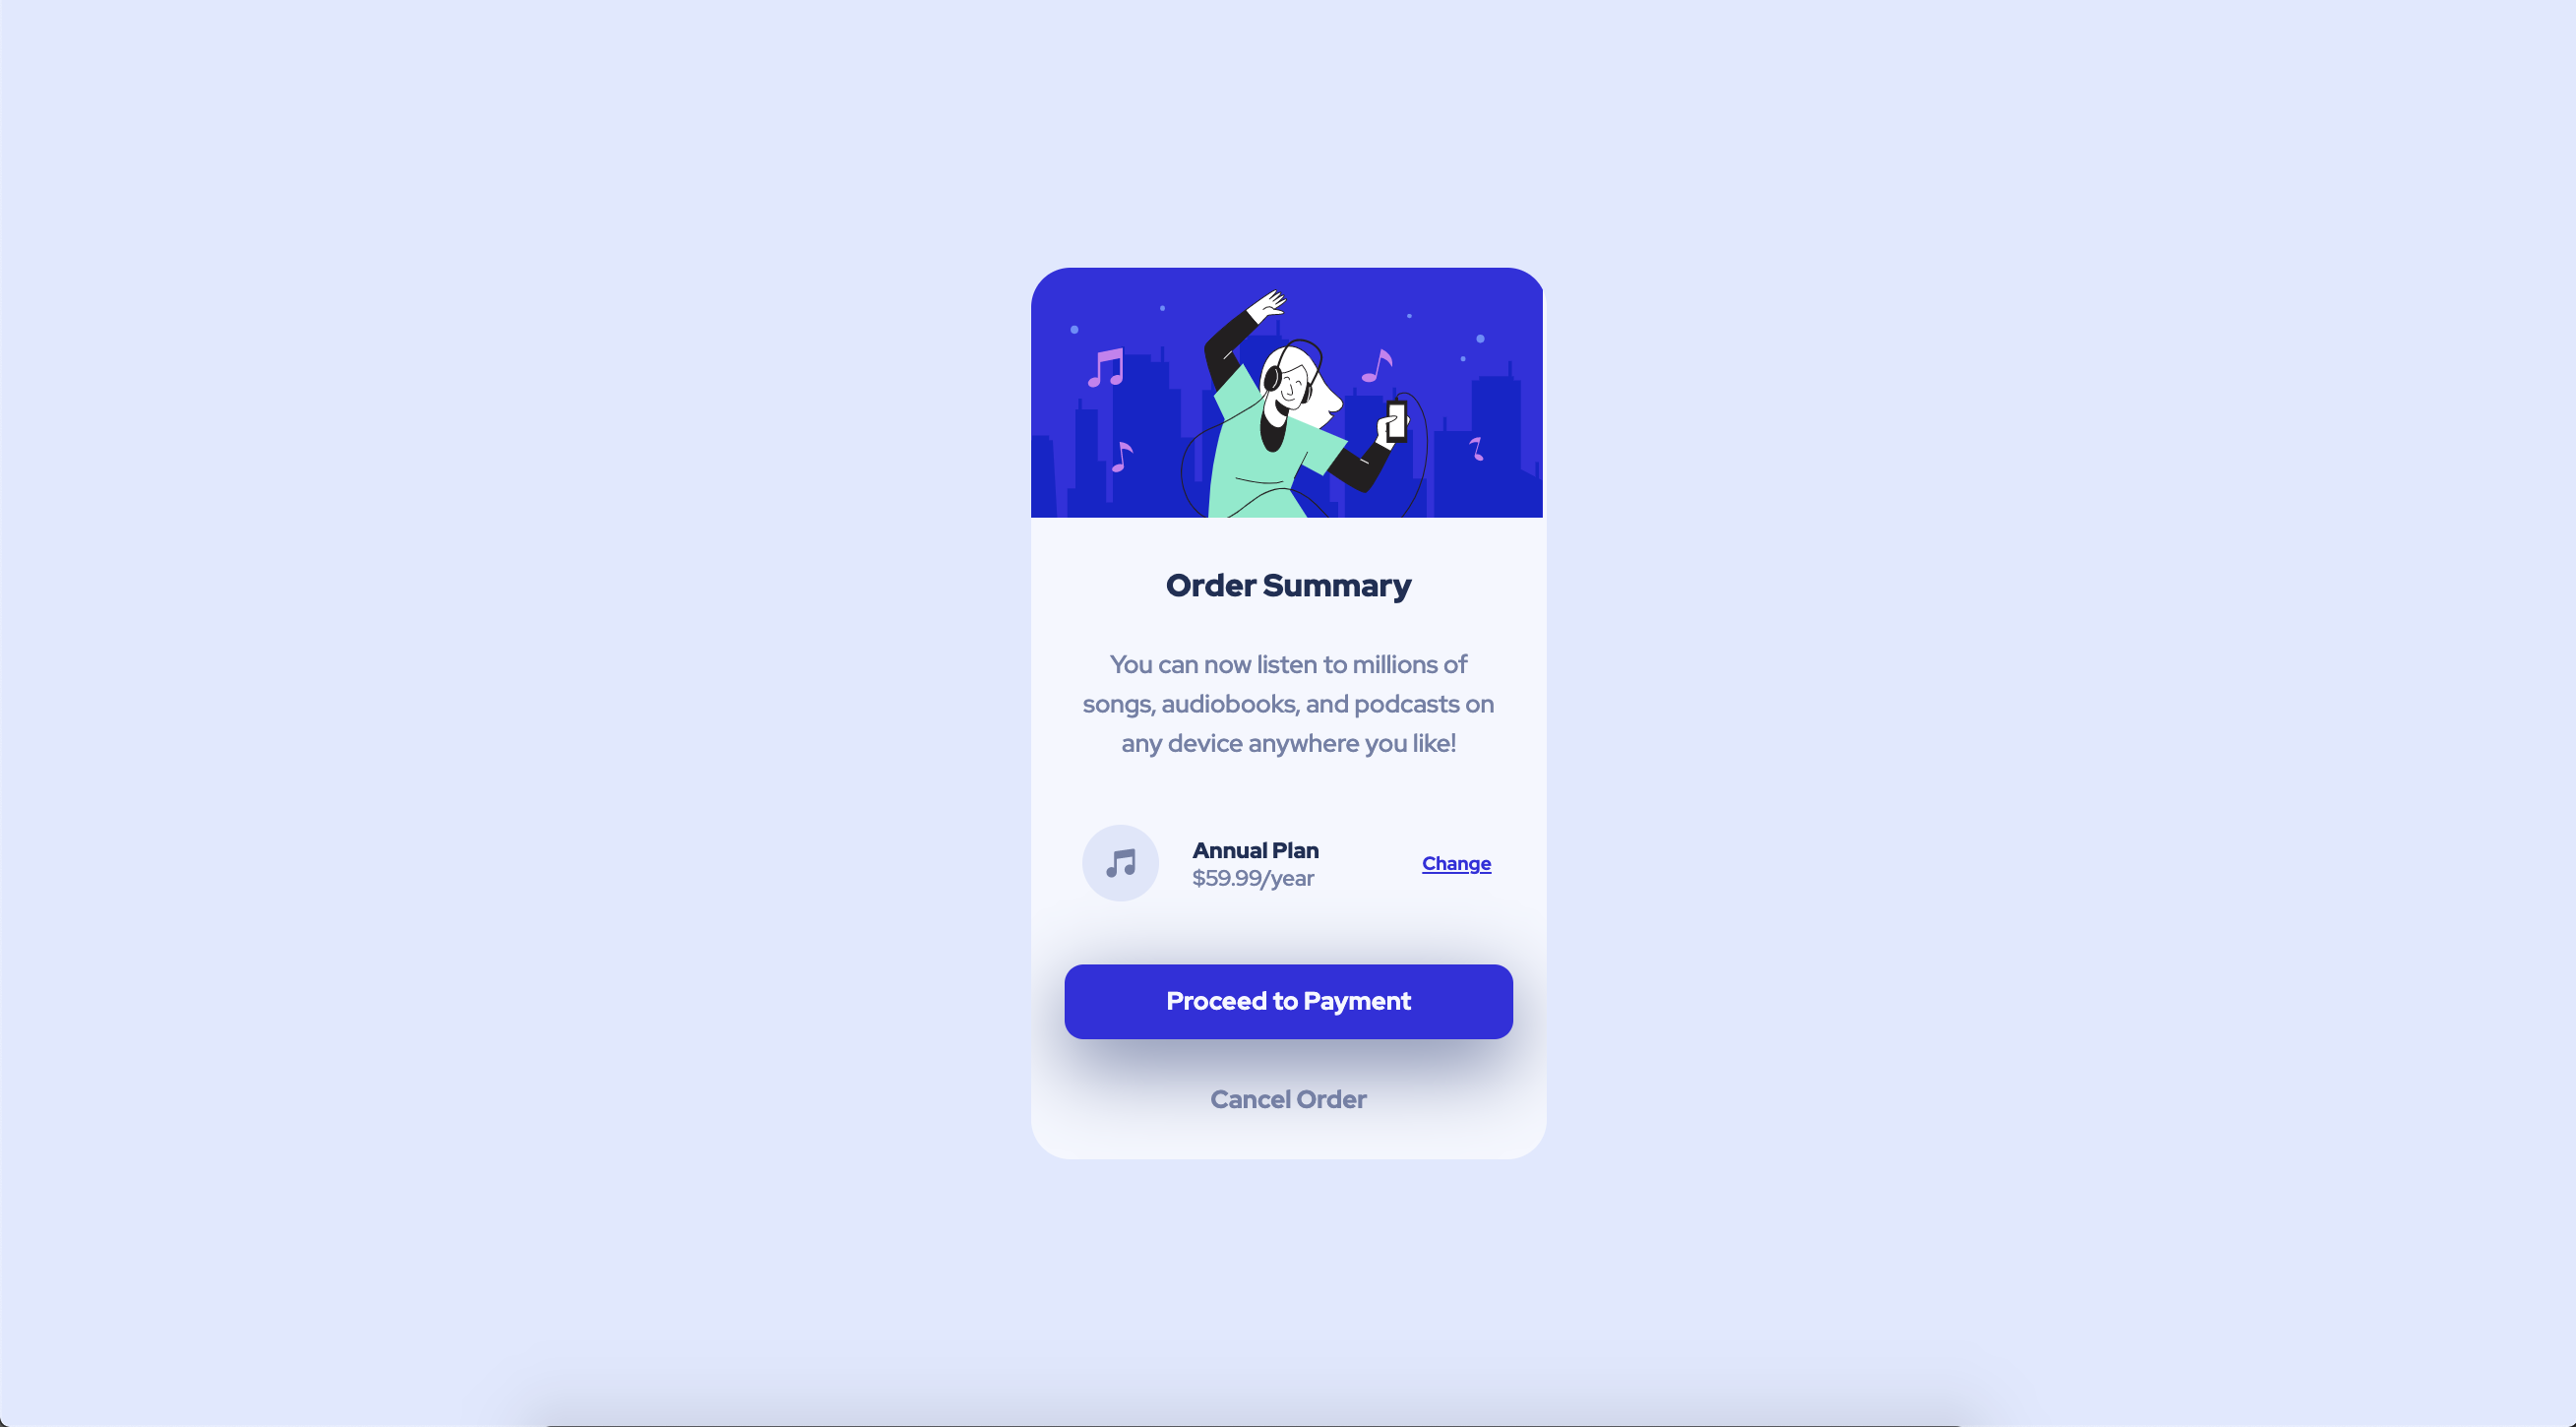 Order Summary
You can now listen to millions of
songs, audiobooks, and podcasts on
any device anywhere you like!
Annual Plan
$59.99/year
Change
Proceed to Payment
Cancel Order